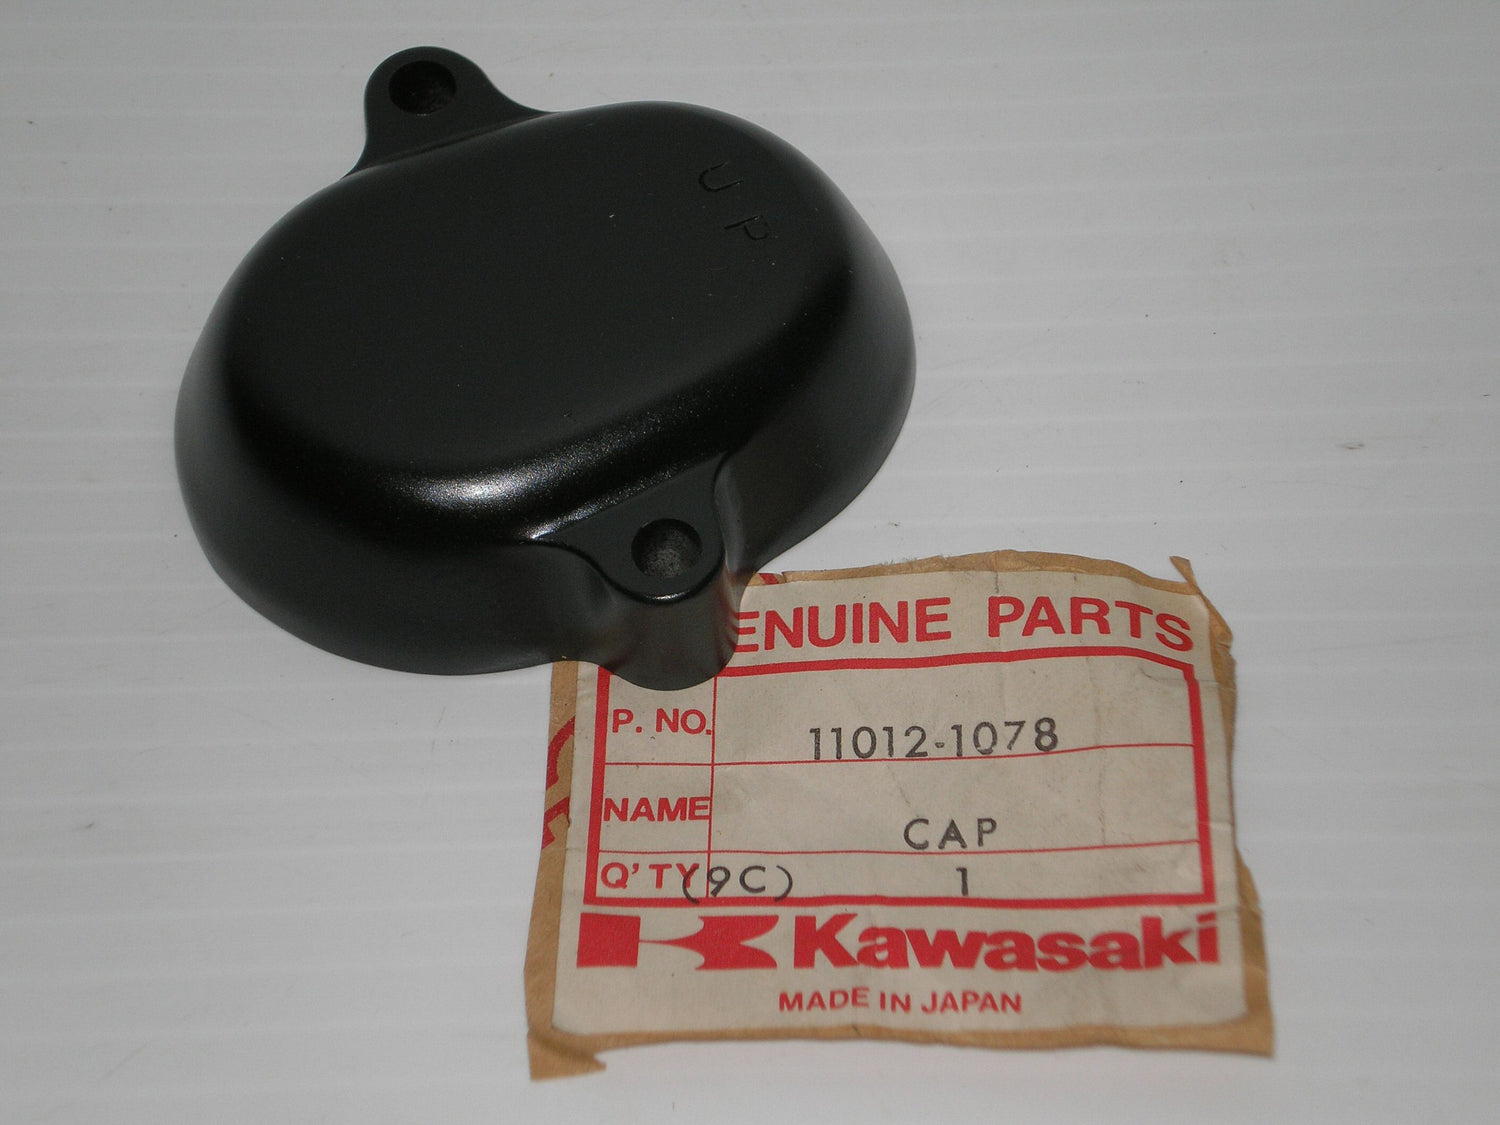 UP
ENUINE PARTS
P. NO. 11012-1078
NAME CAP
Q'TY (9C) 1
Kawasaki
MADE IN JAPAN